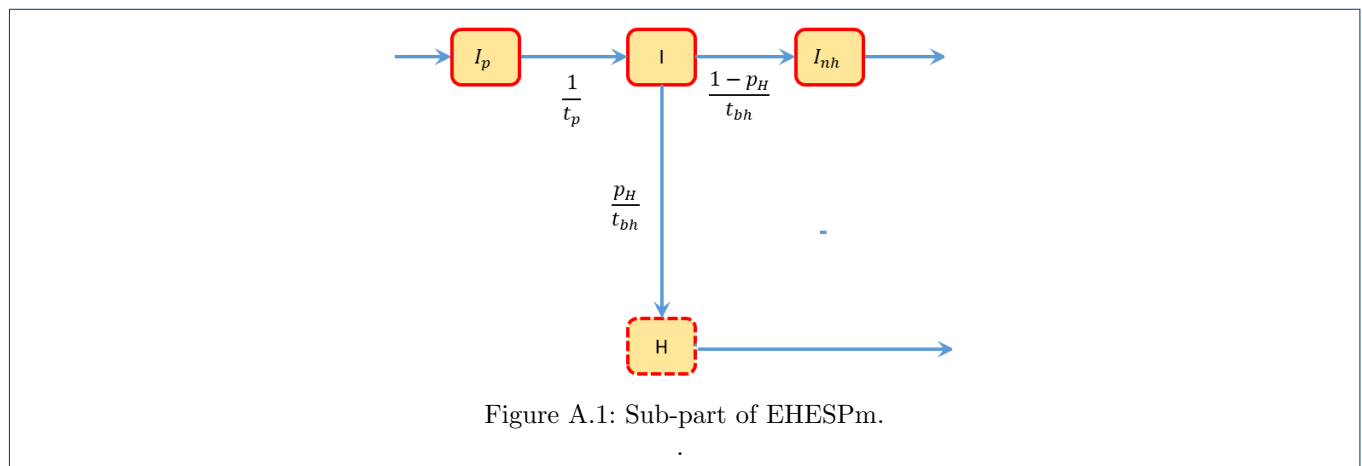 I_p
I
I_nh
1
t_p
1 − p_H
t_bh
p_H
t_bh
H
Figure A.1: Sub-part of EHESPm.
.